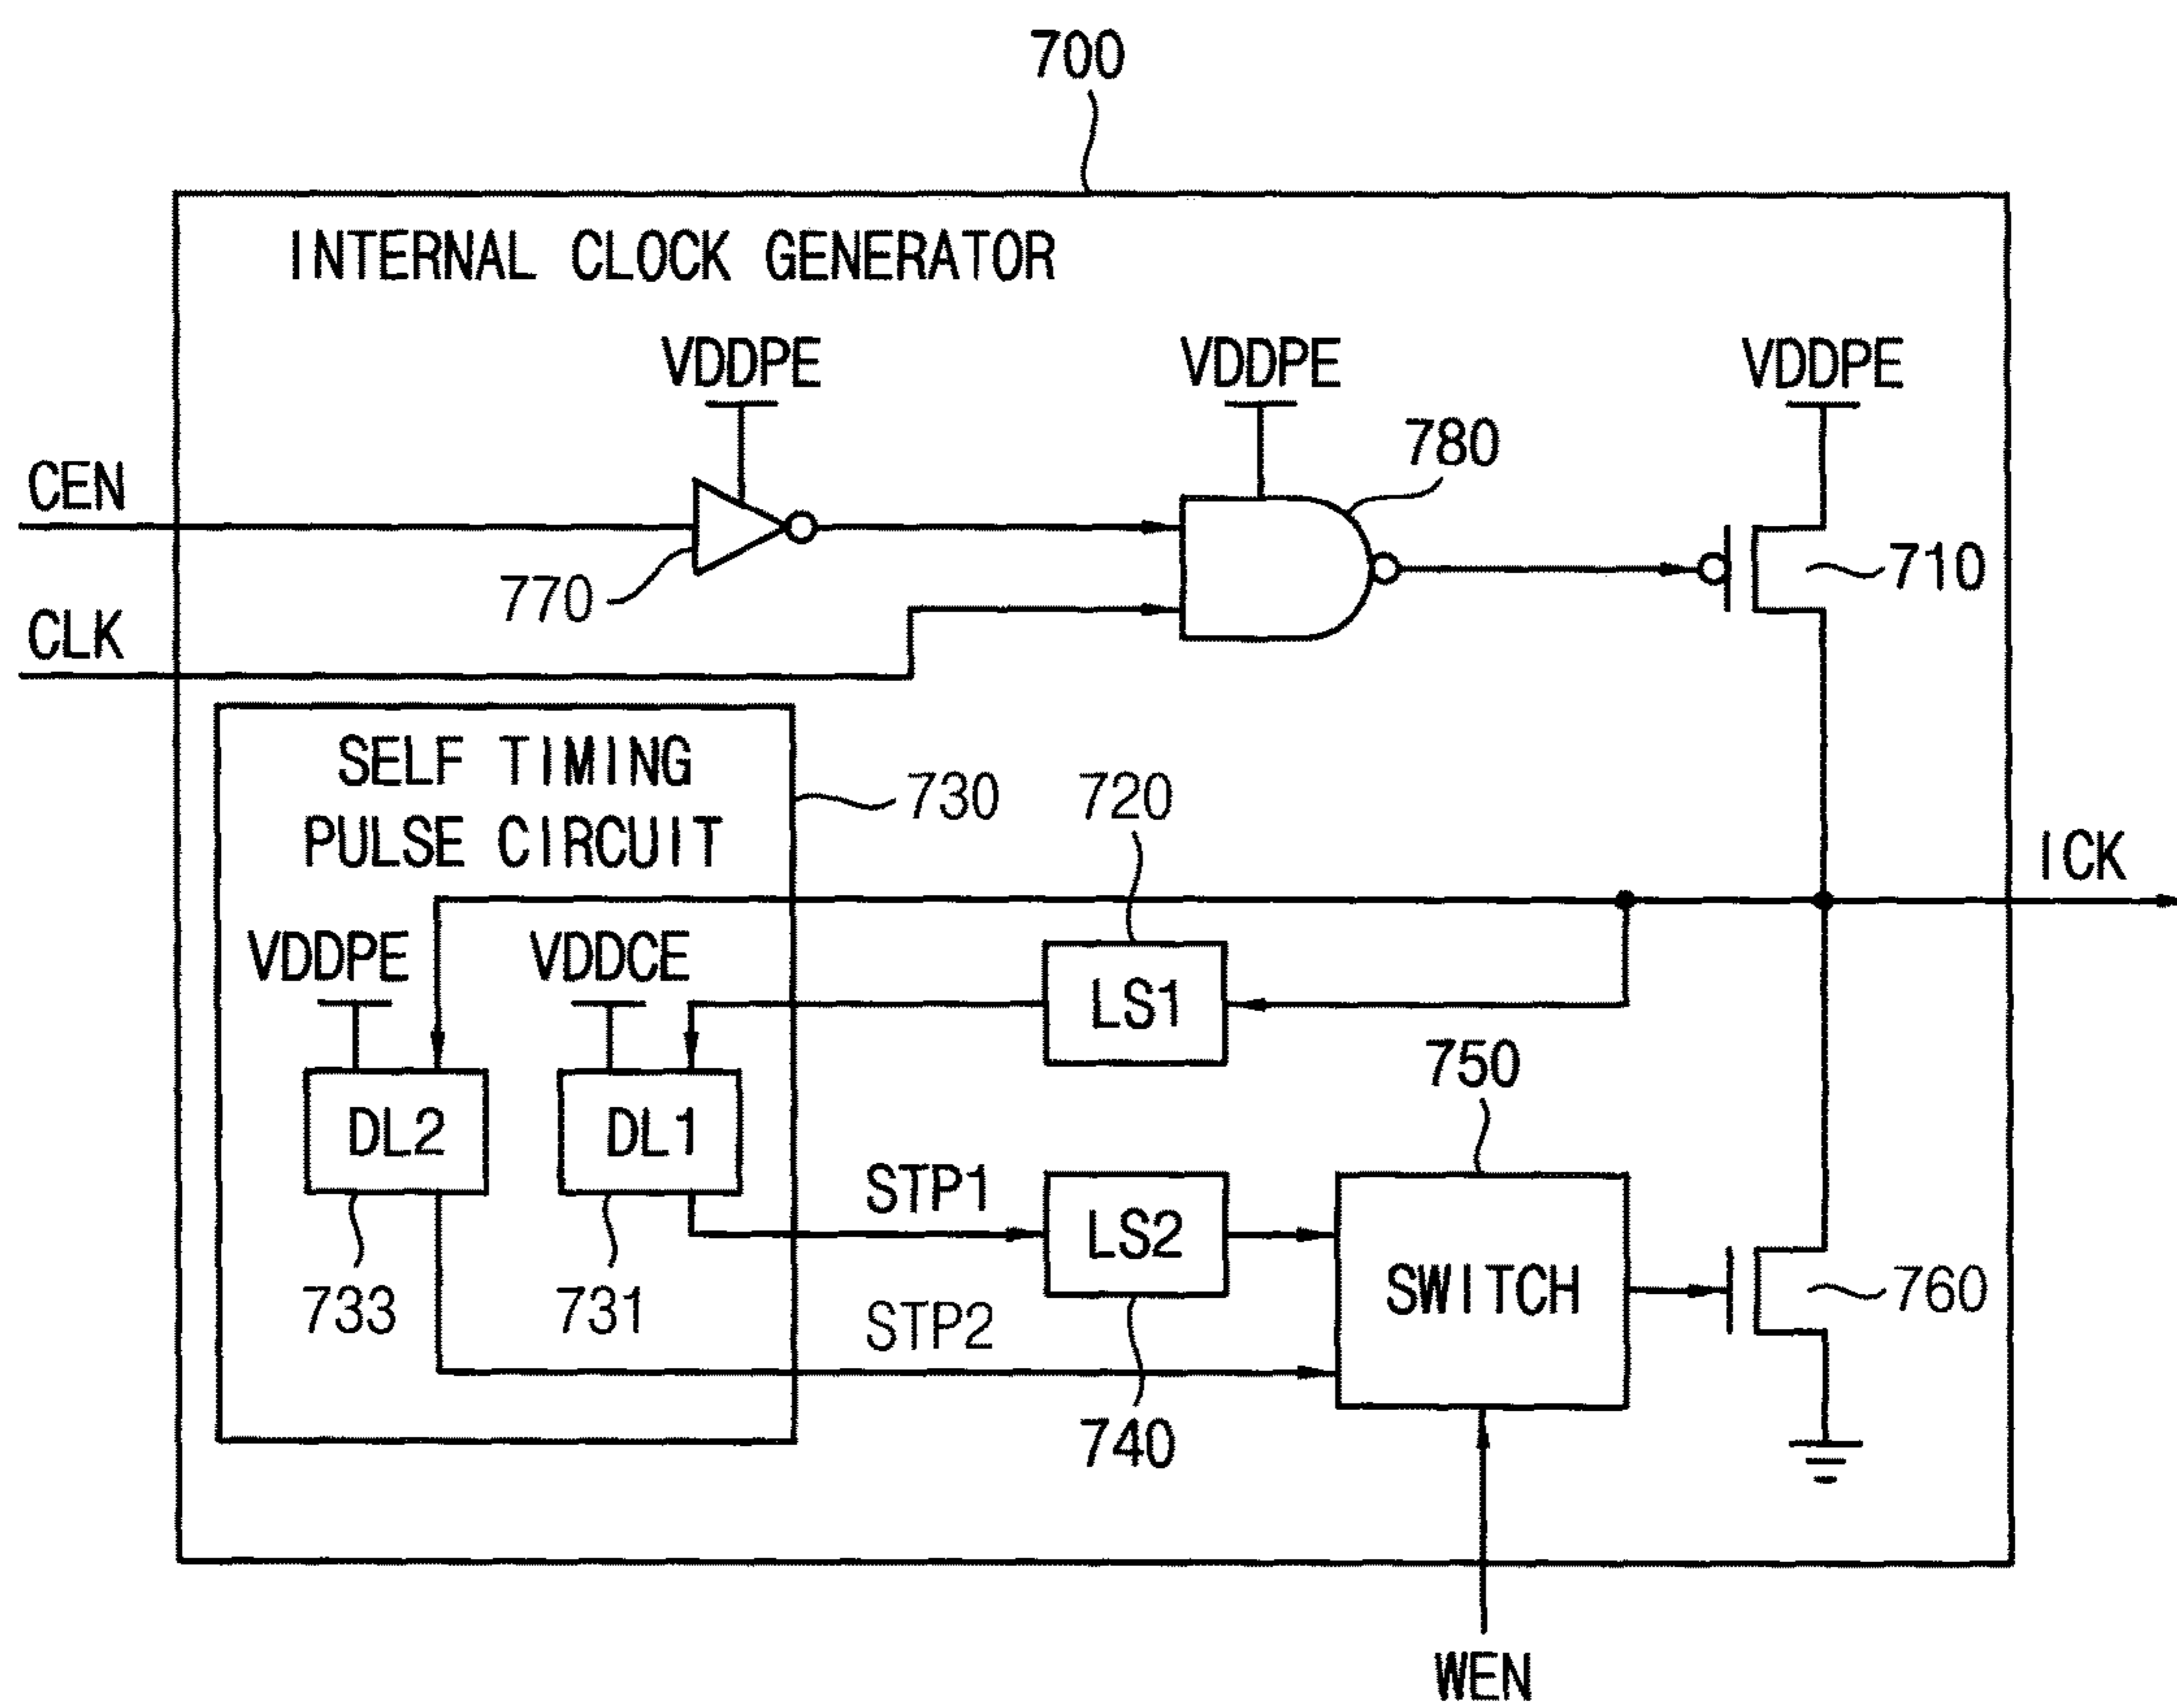 700
INTERNAL CLOCK GENERATOR
VDDPE VDDPE VDDPE
780
CEN
770
710
CLK
SELF TIMING
PULSE CIRCUIT
730
720
ICK
VDDPE VDDCE
LS1
750
DL2 DL1
STP1
LS2
SWITCH
733 731
STP2
760
740
WEN